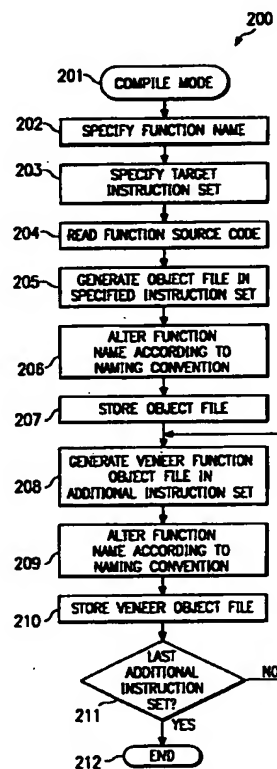 200
201
COMPILE MODE
202
SPECIFY FUNCTION NAME
203
SPECIFY TARGET
INSTRUCTION SET
204
READ FUNCTION SOURCE CODE
205
GENERATE OBJECT FILE IN
SPECIFIED INSTRUCTION SET
206
ALTER FUNCTION
NAME ACCORDING TO
NAMING CONVENTION
207
STORE OBJECT FILE
208
GENERATE VENEER FUNCTION
OBJECT FILE IN
ADDITIONAL INSTRUCTION SET
209
ALTER FUNCTION
NAME ACCORDING TO
NAMING CONVENTION
210
STORE VENEER OBJECT FILE
LAST
ADDITIONAL
INSTRUCTION
SET?
NO
211
YES
212
END